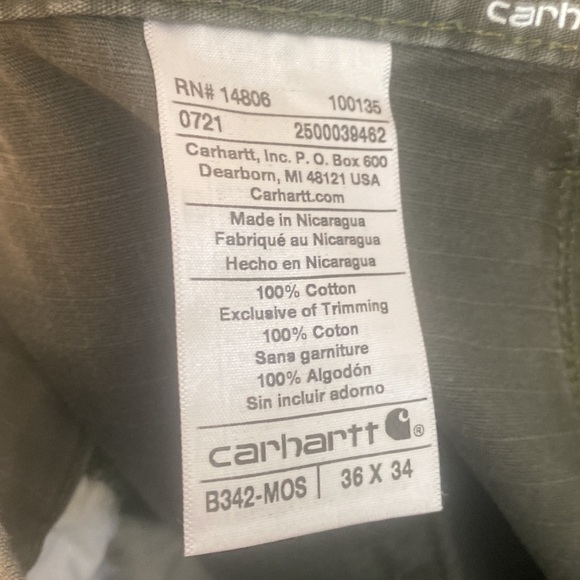 carh
RN# 14806 100135
0721 2500039462
Carhartt, Inc. P. O. Box 600
Dearborn, MI 48121 USA
Carhartt.com
Made in Nicaragua
Fabriqué au Nicaragua
Hecho en Nicaragua
100% Cotton
Exclusive of Trimming
100% Coton
Sans garniture
100% Algodón
Sin incluir adorno
carhartt ®
B342-MOS 36 X 34